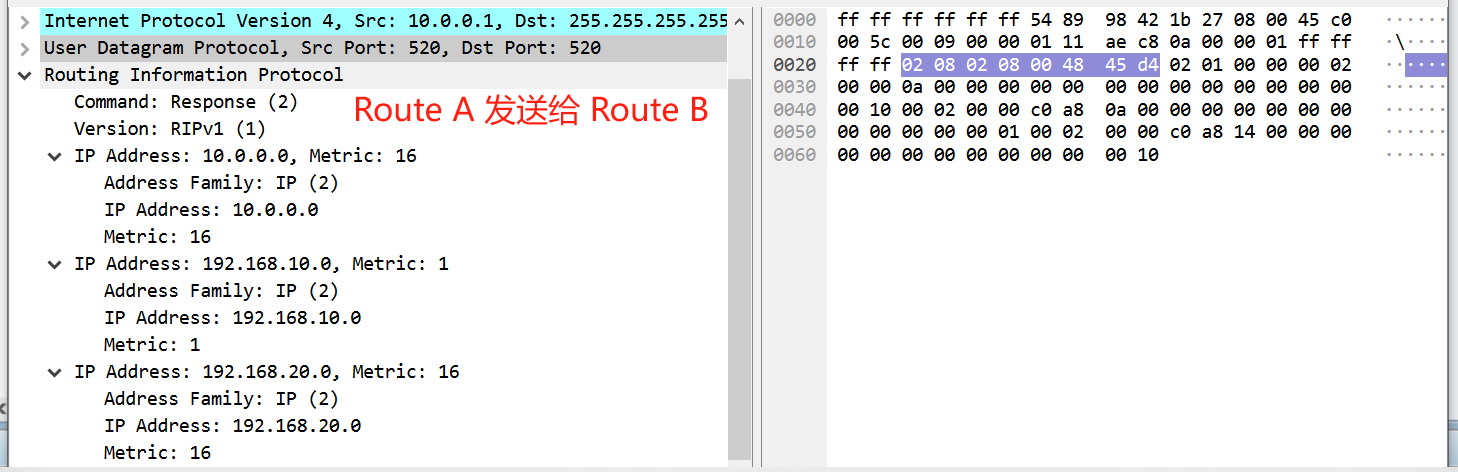 Internet Protocol Version 4, Src: 10.0.0.1, Dst: 255.255.255.255
User Datagram Protocol, Src Port: 520, Dst Port: 520
Routing Information Protocol
Command: Response (2)
Version: RIPv1 (1)
Route A 发送给 Route B
IP Address: 10.0.0.0, Metric: 16
Address Family: IP (2)
IP Address: 10.0.0.0
Metric: 16
IP Address: 192.168.10.0, Metric: 1
Address Family: IP (2)
IP Address: 192.168.10.0
Metric: 1
IP Address: 192.168.20.0, Metric: 16
Address Family: IP (2)
IP Address: 192.168.20.0
Metric: 16
0000 ff ff ff ff ff ff 54 89 98 42 1b 27 08 00 45 c0 ······
0010 00 5c 00 09 00 00 01 11 ae c8 0a 00 00 01 ff ff ·\····
0020 ff ff 02 08 02 08 00 48 45 d4 02 01 00 00 00 02 ······
0030 00 00 0a 00 00 00 00 00 00 00 00 00 00 00 00 00 ······
0040 00 10 00 02 00 00 c0 a8 0a 00 00 00 00 00 00 00 ······
0050 00 00 00 00 00 01 00 02 00 00 c0 a8 14 00 00 00 ······
0060 00 00 00 00 00 00 00 00 00 10 ······